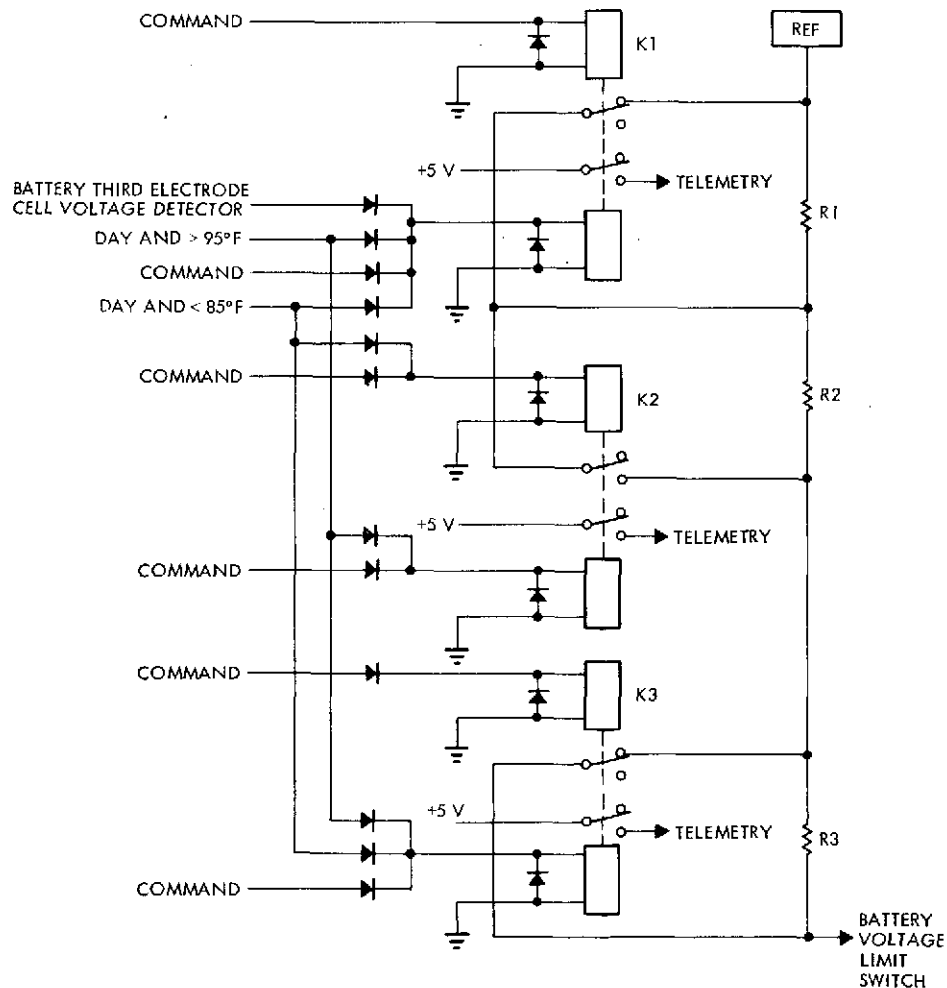 COMMAND
K1
REF
+5 V
TELEMETRY
BATTERY THIRD ELECTRODE
CELL VOLTAGE DETECTOR
DAY AND > 95°F
COMMAND
DAY AND < 85°F
R1
COMMAND
K2
R2
+5 V
TELEMETRY
COMMAND
COMMAND
K3
+5 V
TELEMETRY
R3
COMMAND
BATTERY
VOLTAGE
LIMIT
SWITCH